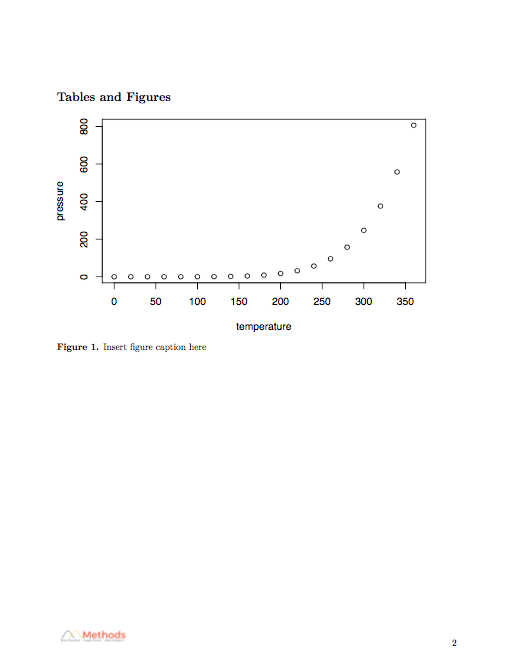 Tables and Figures
800
600
400
200
0
pressure
0 50 100 150 200 250 300 350
temperature
Figure 1. Insert figure caption here
Methods
2